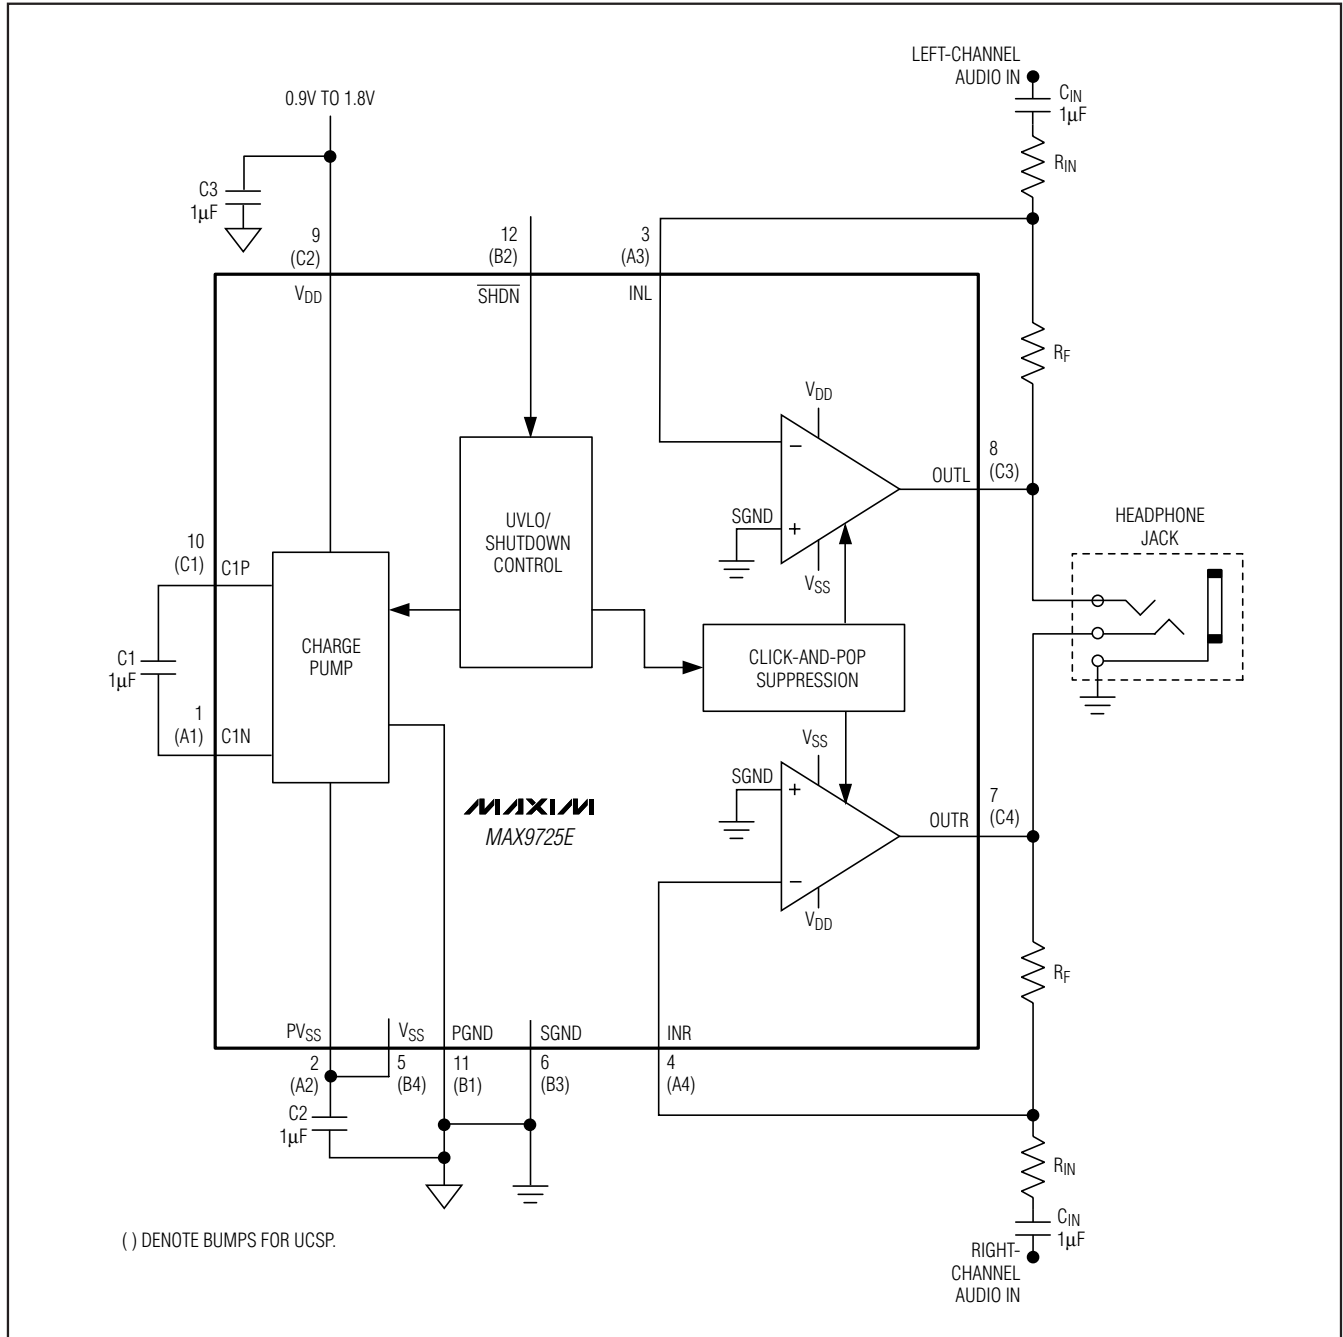 LEFT-CHANNEL
AUDIO IN
CIN
1µF
RIN
0.9V TO 1.8V
C3
1µF
9
(C2)
12
(B2)
3
(A3)
VDD
SHDN
INL
RF
VDD
8
(C3)
OUTL
SGND
−
+
VSS
HEADPHONE
JACK
UVLO/
SHUTDOWN
CONTROL
10
(C1)
C1P
CHARGE
PUMP
C1
1µF
1
(A1)
C1N
CLICK-AND-POP
SUPPRESSION
VSS
SGND
+
−
VDD
OUTR
7
(C4)
MAXIM
MAX9725E
RF
PVSS
VSS
PGND
SGND
INR
2
(A2)
5
(B4)
11
(B1)
6
(B3)
4
(A4)
C2
1µF
RIN
CIN
1µF
RIGHT-
CHANNEL
AUDIO IN
( ) DENOTE BUMPS FOR UCSP.